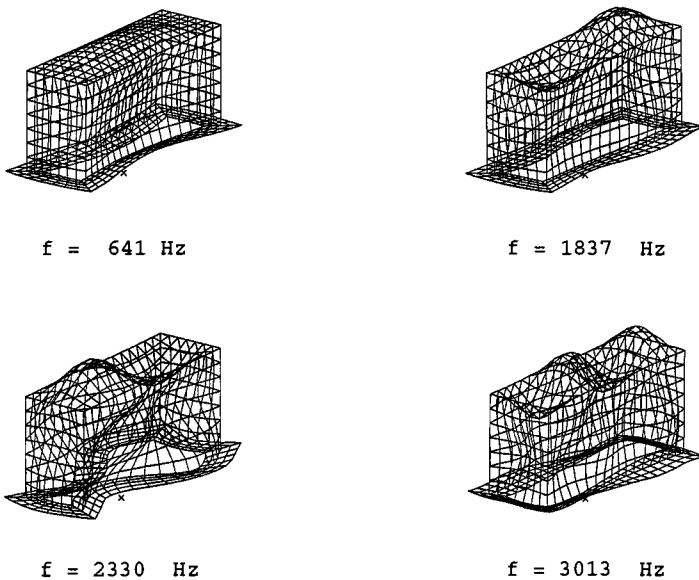 f = 641 Hz
f = 1837 Hz
f = 2330 Hz
f = 3013 Hz